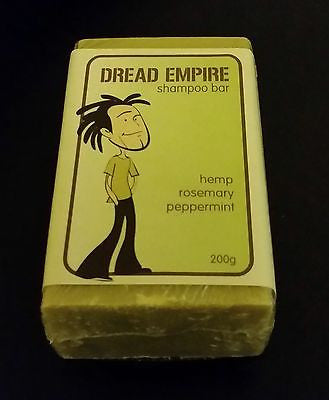 DREAD EMPIRE
shampoo bar
hemp
rosemary
peppermint
200g